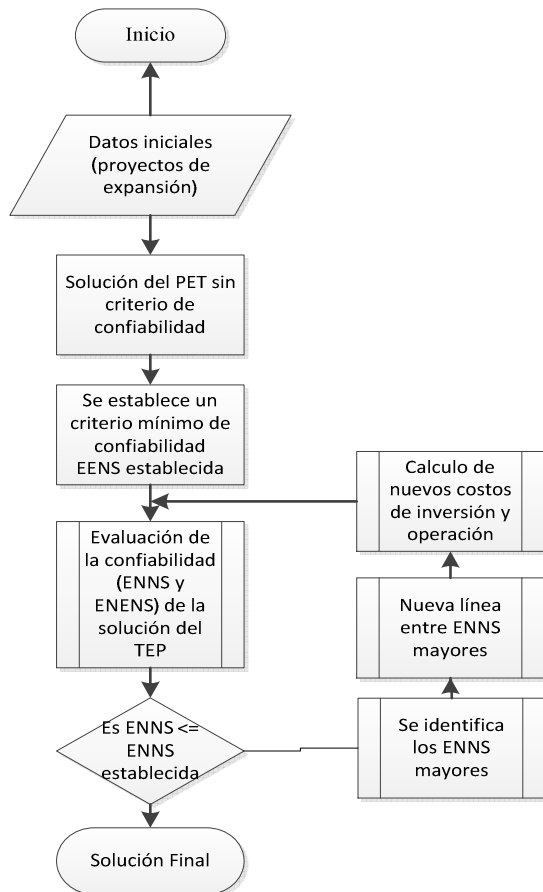 Inicio
Datos iniciales
(proyectos de
expansión)
Solución del PET sin
criterio de
confiabilidad
Se establece un
criterio mínimo de
confiabilidad
EENS establecida
Evaluación de
la confiabilidad
(ENNS y
ENENS) de la
solución del
TEP
Es ENNS <=
ENNS
establecida
Solución Final
Calculo de
nuevos costos
de inversión y
operación
Nueva línea
entre ENNS
mayores
Se identifica
los ENNS
mayores